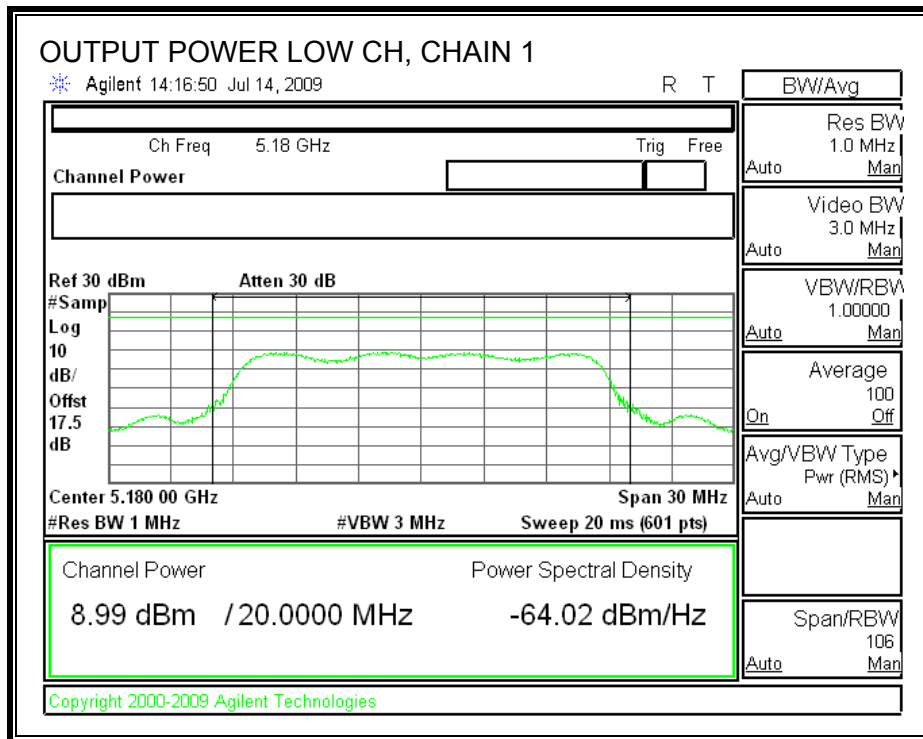 OUTPUT POWER LOW CH, CHAIN 1
Agilent 14:16:50 Jul 14, 2009 R T
Ch Freq 5.18 GHz Trig Free
Channel Power
Ref 30 dBm Atten 30 dB
#Samp
Log
10
dB/
Offst
17.5
dB
Center 5.180 00 GHz Span 30 MHz
#Res BW 1 MHz #VBW 3 MHz Sweep 20 ms (601 pts)
Channel Power Power Spectral Density
8.99 dBm /20.0000 MHz -64.02 dBm/Hz
Copyright 2000-2009 Agilent Technologies
BW/Avg
Res BW
1.0 MHz
Auto Man
Video BW
3.0 MHz
Auto Man
VBW/RBW
1.00000
Auto Man
Average
100
On Off
Avg/VBW Type
Pwr (RMS)
Auto Man
Span/RBW
106
Auto Man